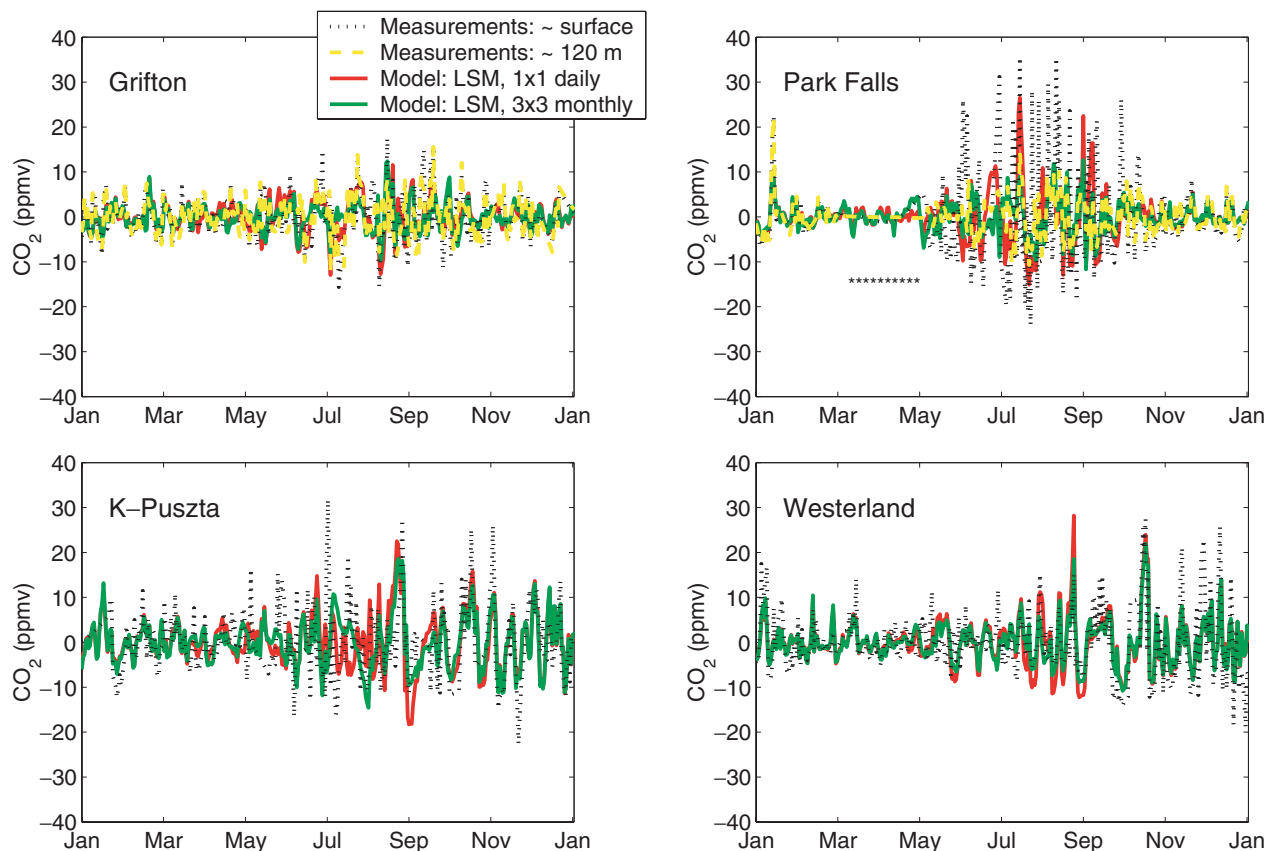 Measurements: ~ surface
Measurements: ~ 120 m
Model: LSM, 1x1 daily
Model: LSM, 3x3 monthly
Grifton
CO2 (ppmv)
40
30
20
10
0
−10
−20
−30
−40
Jan Mar May Jul Sep Nov Jan
Park Falls
CO2 (ppmv)
40
30
20
10
0
−10
−20
−30
−40
**********
Jan Mar May Jul Sep Nov Jan
K−Puszta
CO2 (ppmv)
40
30
20
10
0
−10
−20
−30
−40
Jan Mar May Jul Sep Nov Jan
Westerland
CO2 (ppmv)
40
30
20
10
0
−10
−20
−30
−40
Jan Mar May Jul Sep Nov Jan